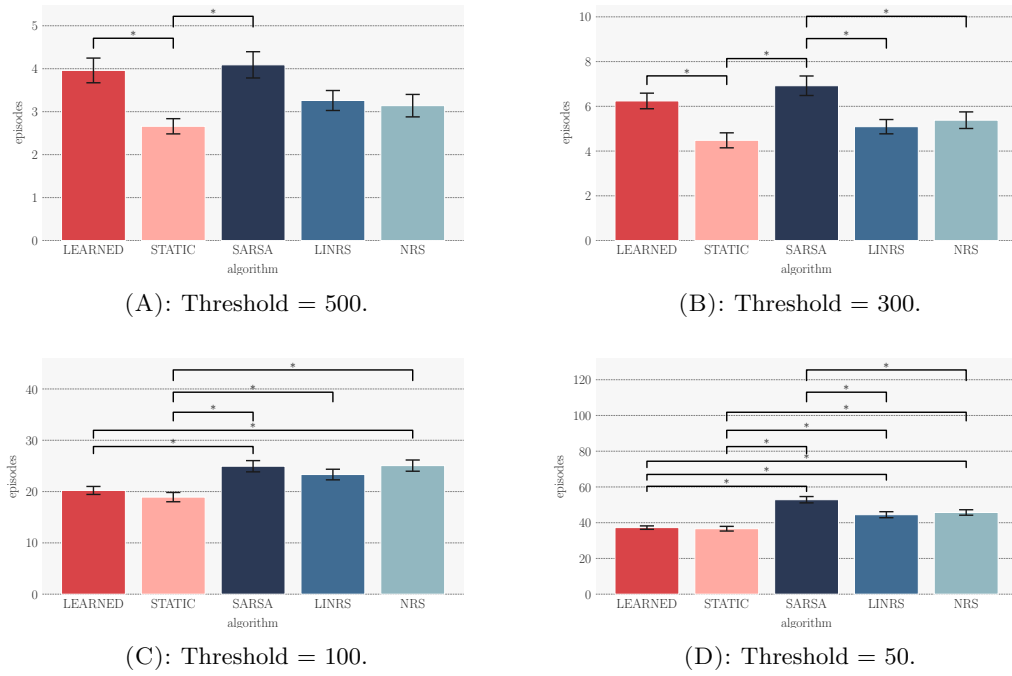 5
4
3
2
1
0
episodes
*
*
LEARNED STATIC SARSA LINRS NRS
algorithm
(A): Threshold = 500.
10
8
6
4
2
0
episodes
*
*
*
*
LEARNED STATIC SARSA LINRS NRS
algorithm
(B): Threshold = 300.
40
30
20
10
0
episodes
*
*
*
*
*
LEARNED STATIC SARSA LINRS NRS
algorithm
(C): Threshold = 100.
120
100
80
60
40
20
0
episodes
*
*
*
*
*
*
*
*
LEARNED STATIC SARSA LINRS NRS
algorithm
(D): Threshold = 50.